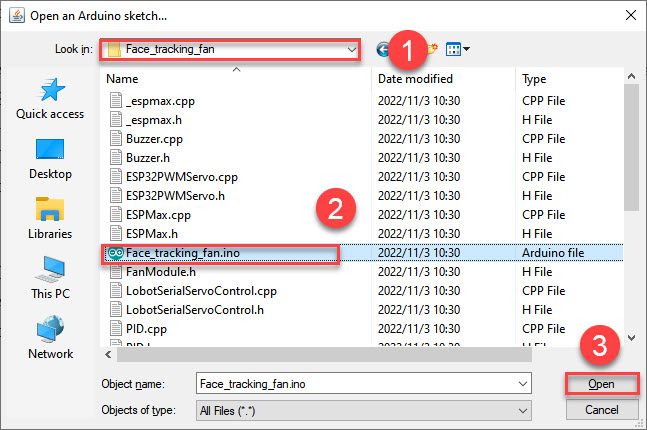 Open an Arduino sketch...
Look in: Face_tracking_fan
1
Name Date modified Type
Quick access
Desktop
Libraries
This PC
Network
_espmax.cpp 2022/11/3 10:30 CPP File
_espmax.h 2022/11/3 10:30 H File
Buzzer.cpp 2022/11/3 10:30 CPP File
Buzzer.h 2022/11/3 10:30 H File
ESP32PWMServo.cpp 2022/11/3 10:30 CPP File
ESP32PWMServo.h 2022/11/3 10:30 H File
ESPMax.cpp 2022/11/3 10:30 CPP File
ESPMax.h 2022/11/3 10:30 H File
2
Face_tracking_fan.ino 2022/11/3 10:30 Arduino file
FanModule.h 2022/11/3 10:30 H File
LobotSerialServoControl.cpp 2022/11/3 10:30 CPP File
LobotSerialServoControl.h 2022/11/3 10:30 H File
PID.cpp 2022/11/3 10:30 CPP File
3
Object name: Face_tracking_fan.ino Open
Objects of type: All Files (*.*) Cancel